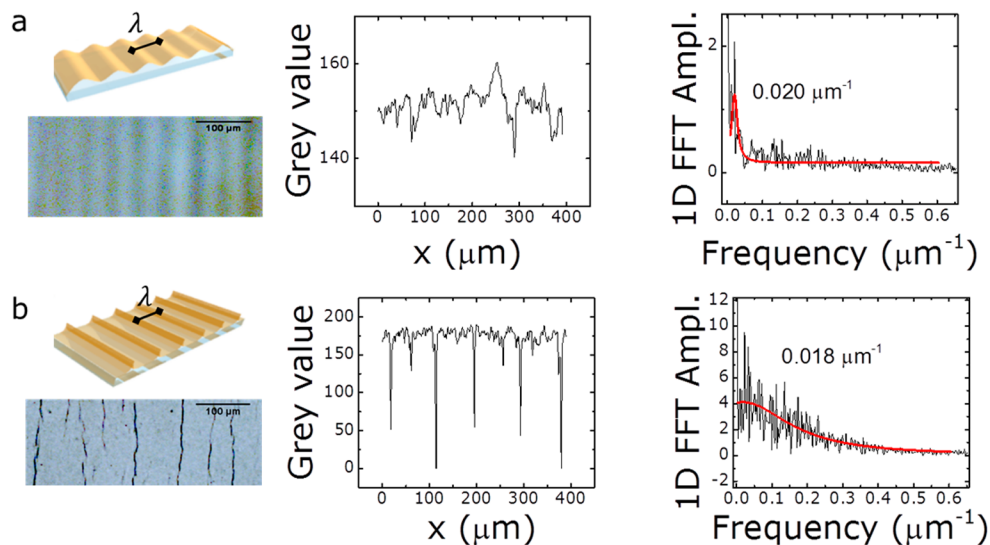 a
λ
100 μm
Grey value
160
140
0 100 200 300 400
x (μm)
1D FFT Ampl.
2
0
0.020 μm⁻¹
0.0 0.1 0.2 0.3 0.4 0.5 0.6
Frequency (μm⁻¹)
b
λ
100 μm
Grey value
200
150
100
50
0
0 100 200 300 400
x (μm)
1D FFT Ampl.
12
10
8
6
4
2
0
-2
0.018 μm⁻¹
0.0 0.1 0.2 0.3 0.4 0.5 0.6
Frequency (μm⁻¹)